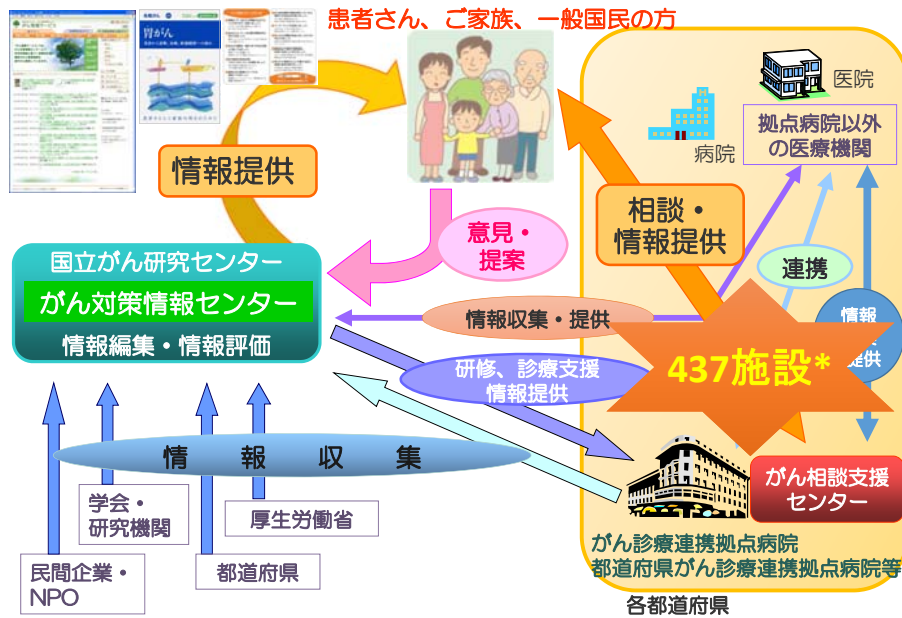 患者さん、ご家族、一般国民の方
胃がん
医院
病院
拠点病院以外
の医療機関
情報提供
相談・
情報提供
意見・
提案
連携
国立がん研究センター
がん対策情報センター
情報編集・情報評価
情報収集・提供
情報
提供
437施設*
研修、診療支援
情報提供
情報収集
学会・
研究機関
厚生労働省
民間企業・
NPO
都道府県
がん相談支援
センター
がん診療連携拠点病院
都道府県がん診療連携拠点病院等
各都道府県